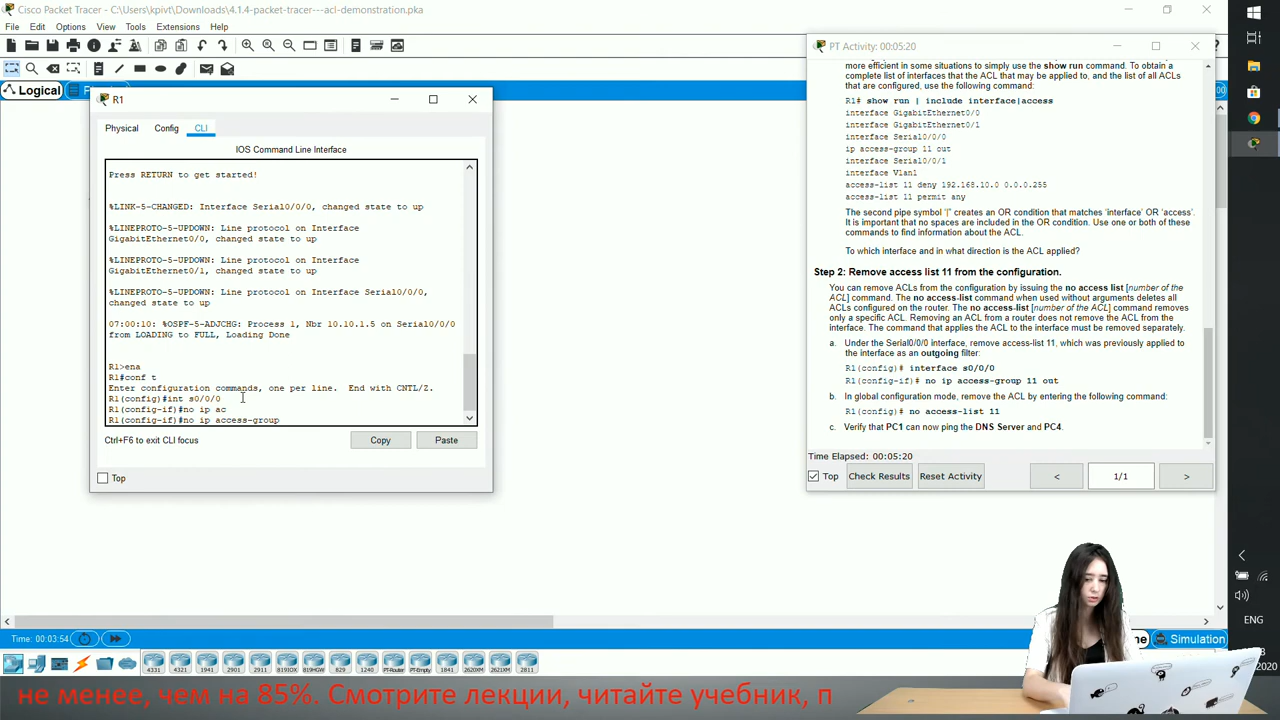 Cisco Packet Tracer - C:\Users\kpivt\Downloads\4.1.4-packet-tracer---acl-demonstration.pka
File Edit Options View Tools Extensions Help
Logical
R1
Physical Config CLI
IOS Command Line Interface
Press RETURN to get started!
%LINK-5-CHANGED: Interface Serial0/0/0, changed state to up
%LINEPROTO-5-UPDOWN: Line protocol on Interface
GigabitEthernet0/0, changed state to up
%LINEPROTO-5-UPDOWN: Line protocol on Interface
GigabitEthernet0/1, changed state to up
%LINEPROTO-5-UPDOWN: Line protocol on Interface Serial0/0/0,
changed state to up
07:00:10: %OSPF-5-ADJCHG: Process 1, Nbr 10.10.1.5 on Serial0/0/0
from LOADING to FULL, Loading Done
R1>ena
R1#conf t
Enter configuration commands, one per line. End with CNTL/Z.
R1(config)#int s0/0/0
R1(config-if)#no ip ac
R1(config-if)#no ip access-group
Ctrl+F6 to exit CLI focus
Copy Paste
Top
PT Activity: 00:05:20
more efficient in some situations to simply use the show run command. To obtain a
complete list of interfaces that the ACL that may be applied to, and the list of all ACLs
that are configured, use the following command:
R1# show run | include interface|access
interface GigabitEthernet0/0
interface GigabitEthernet0/1
interface Serial0/0/0
ip access-group 11 out
interface Serial0/0/1
interface Vlan1
access-list 11 deny 192.168.10.0 0.0.0.255
access-list 11 permit any
The second pipe symbol '|" creates an OR condition that matches 'interface' OR 'access'.
It is important that no spaces are included in the OR condition. Use one or both of these
commands to find information about the ACL.
To which interface and in what direction is the ACL applied?
Step 2: Remove access list 11 from the configuration.
You can remove ACLs from the configuration by issuing the no access list [number of the
ACL] command. The no access-list command when used without arguments deletes all
ACLs configured on the router. The no access-list [number of the ACL] command removes
only a specific ACL. Removing an ACL from a router does not remove the ACL from the
interface. The command that applies the ACL to the interface must be removed separately.
a. Under the Serial0/0/0 interface, remove access-list 11, which was previously applied to
the interface as an outgoing filter:
R1(config)# interface s0/0/0
R1(config-if)# no ip access-group 11 out
b. In global configuration mode, remove the ACL by entering the following command:
R1(config)# no access-list 11
c. Verify that PC1 can now ping the DNS Server and PC4.
Time Elapsed: 00:05:20
Top Check Results Reset Activity < 1/1 >
Time: 00:03:54
Simulation
4331 4321 1941 2901 2911 819IOX 819HGW 829 1240 PT-Router PT-Empty 1841 2620XM 2621XM 2811
ENG
2020
не менее, чем на 85%. Смотрите лекции, читайте учебник, п